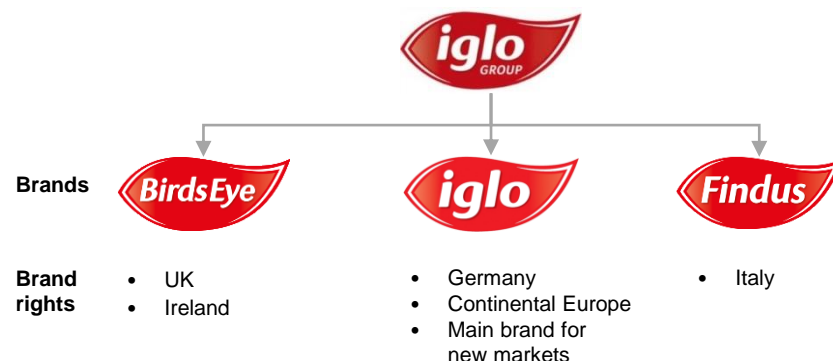 iglo
GROUP
Brands
BirdsEye
iglo
Findus
Brand
rights
• UK
• Ireland
• Germany
• Continental Europe
• Main brand for
new markets
• Italy